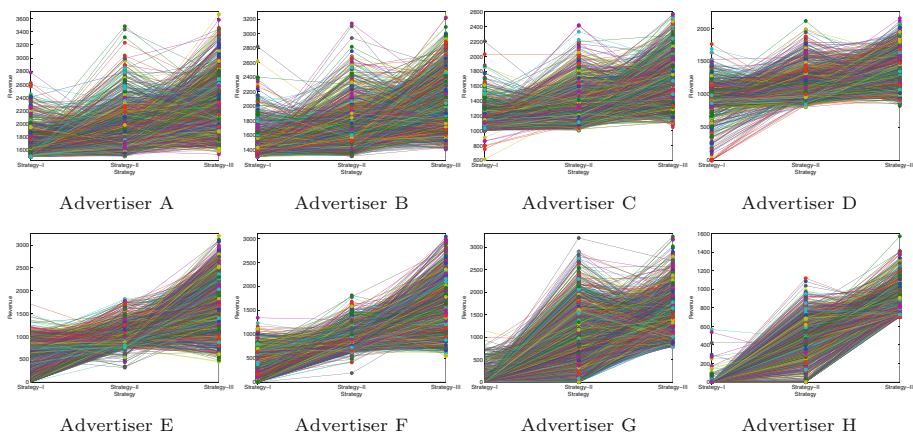 3600
3400
3200
3000
2800
2600
2400
2200
2000
1800
1600
Revenue
Strategy-I Strategy-II Strategy-III
Strategy
Advertiser A
3200
3000
2800
2600
2400
2200
2000
1800
1600
1400
Revenue
Strategy-I Strategy-II Strategy-III
Strategy
Advertiser B
2600
2400
2200
2000
1800
1600
1400
1200
1000
800
600
Revenue
Strategy-I Strategy-II Strategy-III
Strategy
Advertiser C
2000
1500
1000
500
0
Revenue
Strategy-I Strategy-II Strategy-III
Strategy
Advertiser D
3000
2500
2000
1500
1000
500
0
Revenue
Strategy-I Strategy-II Strategy-III
Strategy
Advertiser E
3000
2500
2000
1500
1000
500
0
Revenue
Strategy-I Strategy-II Strategy-III
Strategy
Advertiser F
3000
2500
2000
1500
1000
500
0
Revenue
Strategy-I Strategy-II Strategy-III
Strategy
Advertiser G
1600
1400
1200
1000
800
600
400
200
0
Revenue
Strategy-I Strategy-II Strategy-III
Strategy
Advertiser H